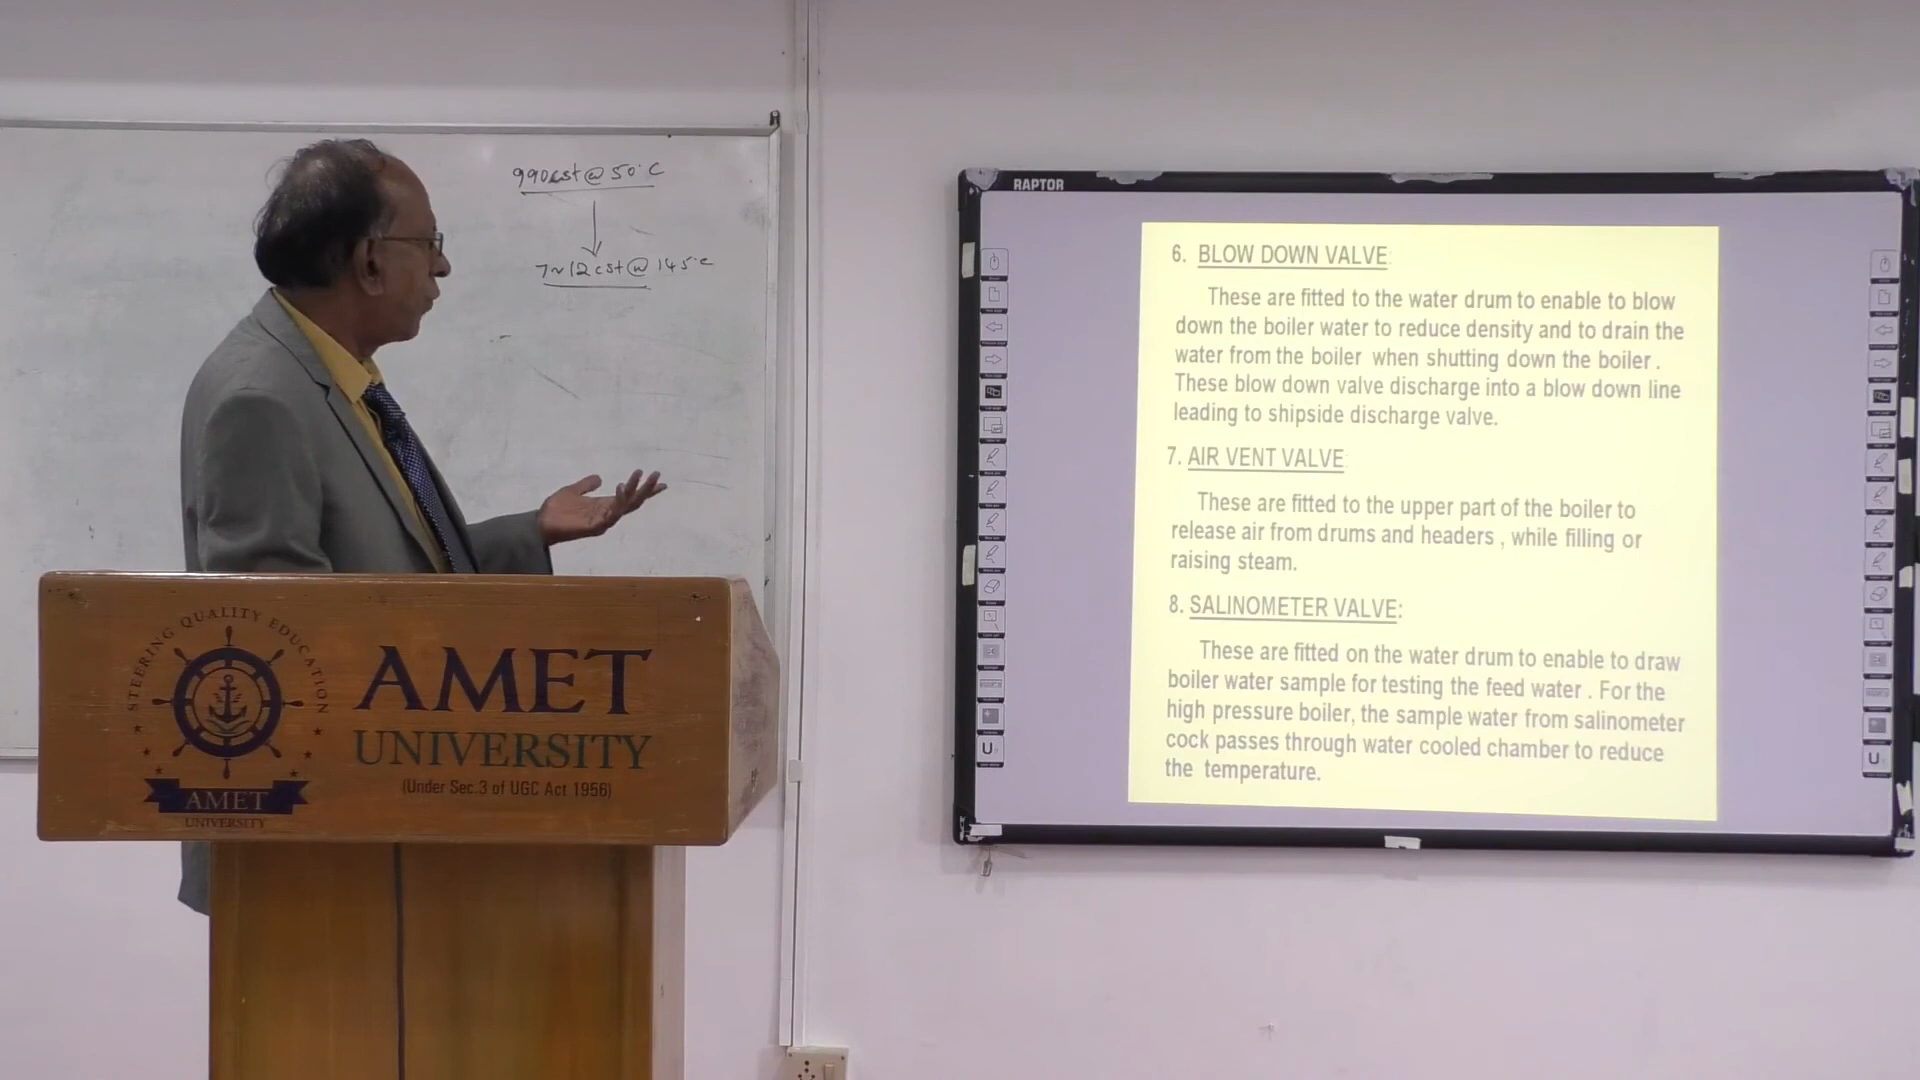 990cst@50°C
7~12cst@145°c
STEERING QUALITY EDUCATION
AMET
UNIVERSITY
AMET
UNIVERSITY
(Under Sec.3 of UGC Act 1956)
RAPTOR
6. BLOW DOWN VALVE:
These are fitted to the water drum to enable to blow
down the boiler water to reduce density and to drain the
water from the boiler when shutting down the boiler .
These blow down valve discharge into a blow down line
leading to shipside discharge valve.
7. AIR VENT VALVE:
These are fitted to the upper part of the boiler to
release air from drums and headers , while filling or
raising steam.
8. SALINOMETER VALVE:
These are fitted on the water drum to enable to draw
boiler water sample for testing the feed water . For the
high pressure boiler, the sample water from salinometer
cock passes through water cooled chamber to reduce
the temperature.